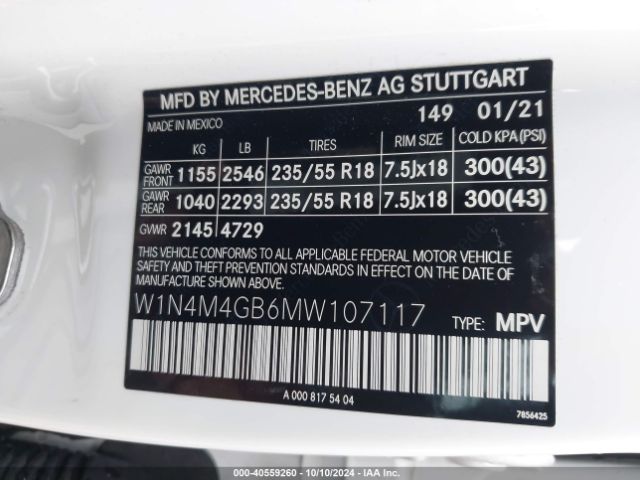 MFD BY MERCEDES-BENZ AG STUTTGART
MADE IN MEXICO 149 01/21
KG LB TIRES RIM SIZE COLD KPA(PSI)
GAWR FRONT 1155 2546 235/55 R18 7.5Jx18 300(43)
GAWR REAR 1040 2293 235/55 R18 7.5Jx18 300(43)
GVWR 2145 4729
THIS VEHICLE CONFORMS TO ALL APPLICABLE FEDERAL MOTOR VEHICLE
SAFETY AND THEFT PREVENTION STANDARDS IN EFFECT ON THE DATE
OF MANUFACTURE SHOWN ABOVE.
W1N4M4GB6MW107117 TYPE: MPV
A 000 817 54 04
7856425
000-40559260 - 10/10/2024 - IAA Inc.